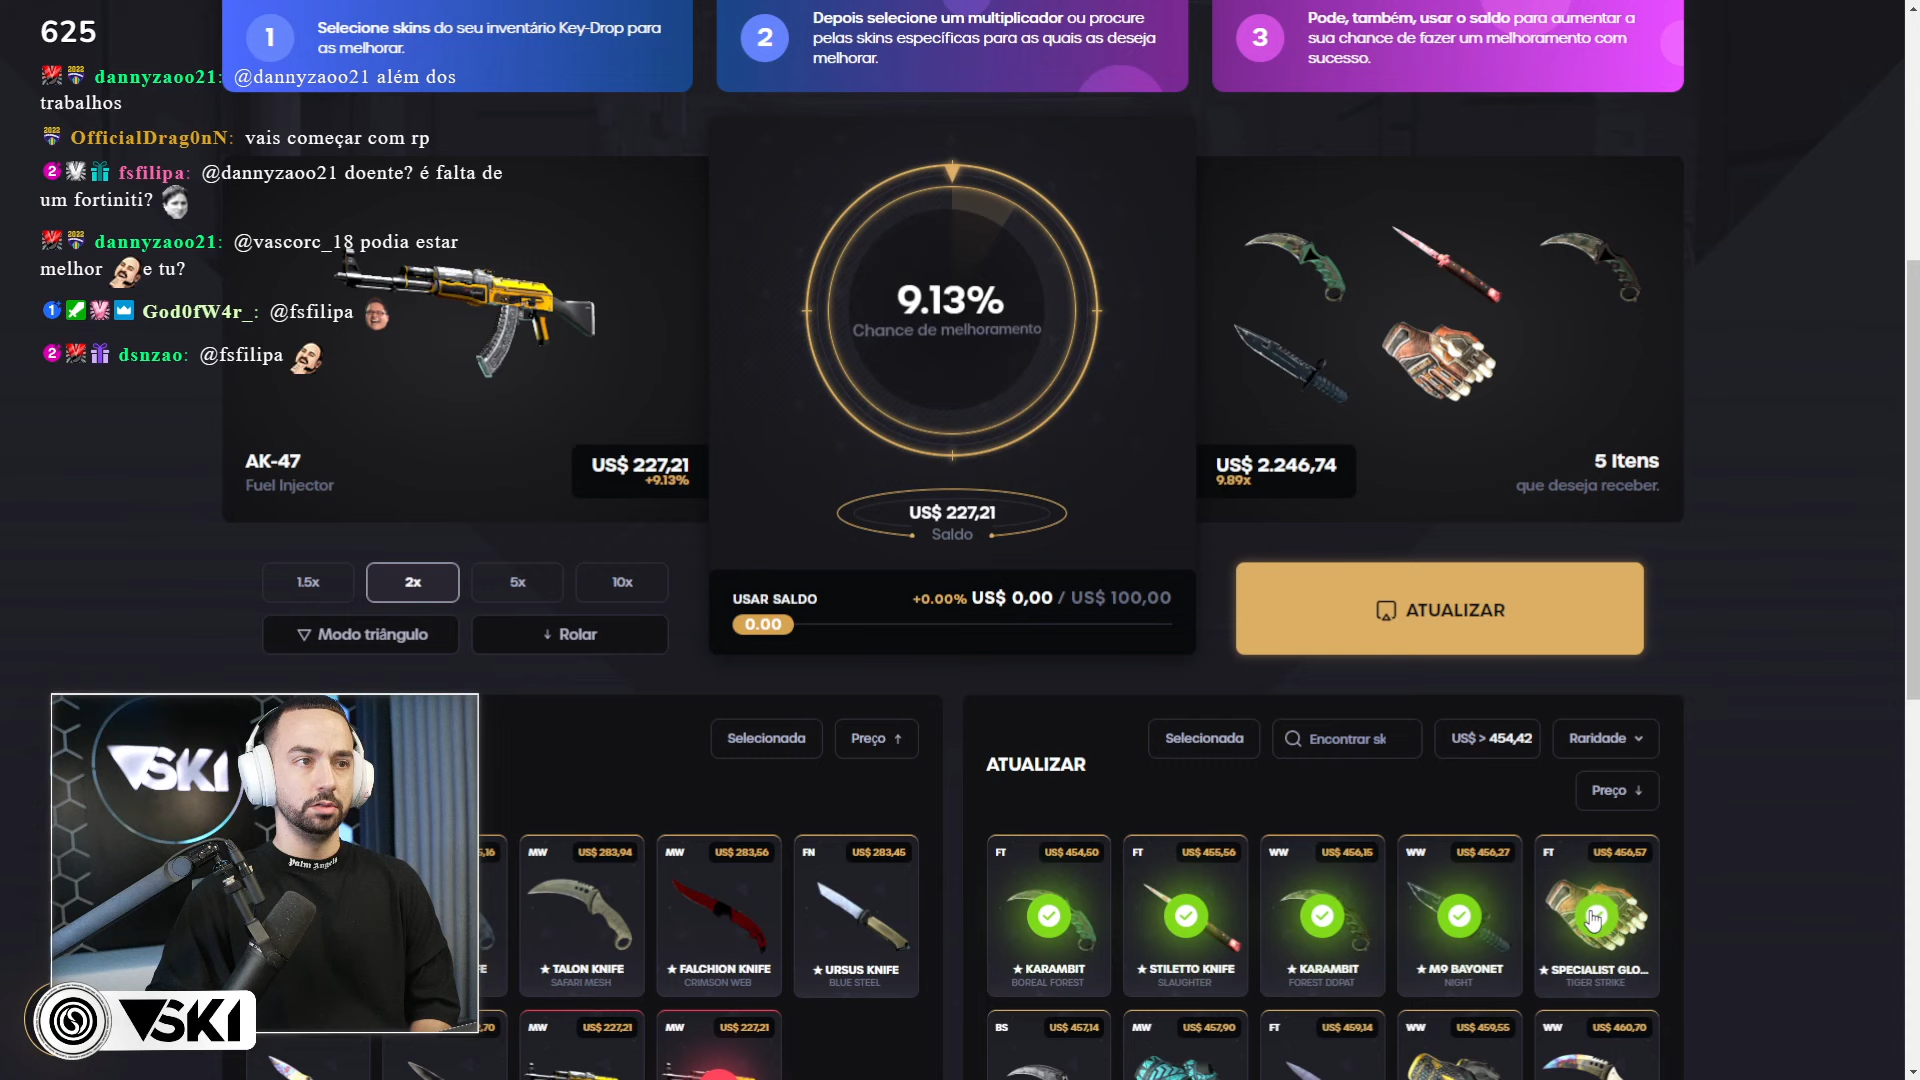 625
1
Selecione skins do seu inventário Key-Drop para
as melhorar.
2
Depois selecione um multiplicador ou procure
pelas skins específicas para as quais as deseja
melhorar.
3
Pode, também, usar o saldo para aumentar a
sua chance de fazer um melhoramento com
sucesso.
dannyzaoo21: @dannyzaoo21 além dos
trabalhos
OfficialDrag0nN: vais começar com rp
2 fsfilipa: @dannyzaoo21 doente? é falta de
um fortiniti?
dannyzaoo21: @vascorc_18 podia estar
melhor e tu?
1 God0fW4r_: @fsfilipa
2 dsnzao: @fsfilipa
AK-47
Fuel Injector
US$ 227,21
+9.13%
9.13%
Chance de melhoramento
US$ 227,21
Saldo
US$ 2.246,74
9.89x
5 Itens
que deseja receber.
1.5x
2x
5x
10x
Modo triângulo
Rolar
USAR SALDO
+0.00% US$ 0,00 / US$ 100,00
0.00
ATUALIZAR
Selecionada
Preço ↑
ATUALIZAR
Selecionada
Encontrar sk
US$ > 454,42
Raridade
Preço ↓
VSKI
Palm Angels
VSKI
5,16
MW US$ 283,94
★ TALON KNIFE
SAFARI MESH
MW US$ 283,56
★ FALCHION KNIFE
CRIMSON WEB
FN US$ 283,45
★ URSUS KNIFE
BLUE STEEL
FT US$ 454,50
★ KARAMBIT
BOREAL FOREST
FT US$ 455,56
★ STILETTO KNIFE
SLAUGHTER
WW US$ 456,15
★ KARAMBIT
FOREST DDPAT
WW US$ 456,27
★ M9 BAYONET
NIGHT
FT US$ 456,57
★ SPECIALIST GLO...
TIGER STRIKE
MW US$ 227,21
MW US$ 227,21
BS US$ 457,14
MW US$ 457,90
FT US$ 459,14
WW US$ 459,55
WW US$ 460,70